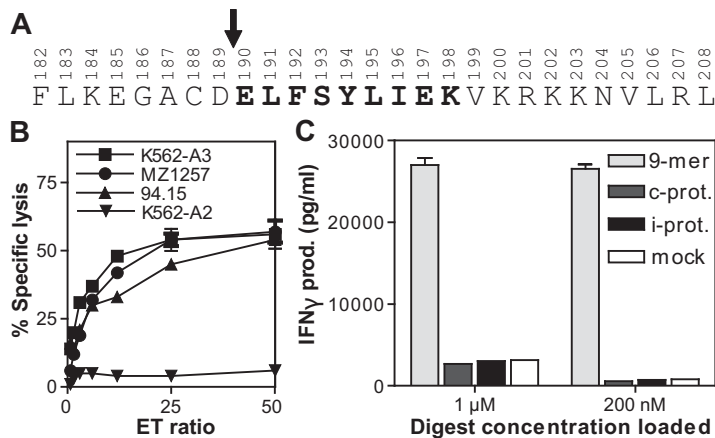 A
182 183 184 185 186 187 188 189 190 191 192 193 194 195 196 197 198 199 200 201 202 203 204 205 206 207 208
F L K E G A C D E L F S Y L I E K V K R K K N V L R L
B
K562-A3
MZ1257
94.15
K562-A2
% Specific lysis
75
50
25
0
0 25 50
ET ratio
C
IFNγ prod. (pg/ml)
30000
20000
10000
0
9-mer
c-prot.
i-prot.
mock
1 μM 200 nM
Digest concentration loaded